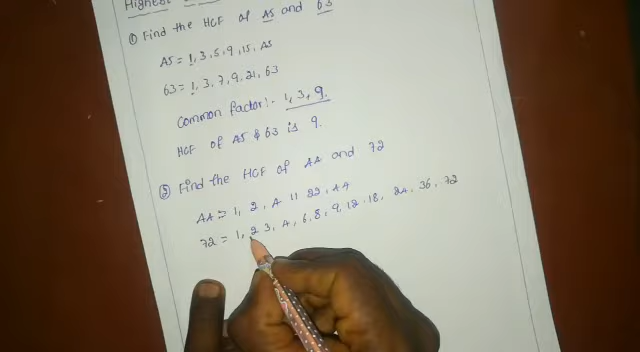 Highest
① Find the HCF of 45 and 63
45 = 1, 3, 5, 9, 15, 45
63 = 1, 3, 7, 9, 21, 63
Common factor:- 1, 3, 9.
HCF of 45 & 63 is 9.
② Find the HCF of 44 and 72
44 = 1, 2, 4 11 22, 44
72 = 1, 2 3, 4, 6, 8, 9, 12, 18, 24, 36, 72